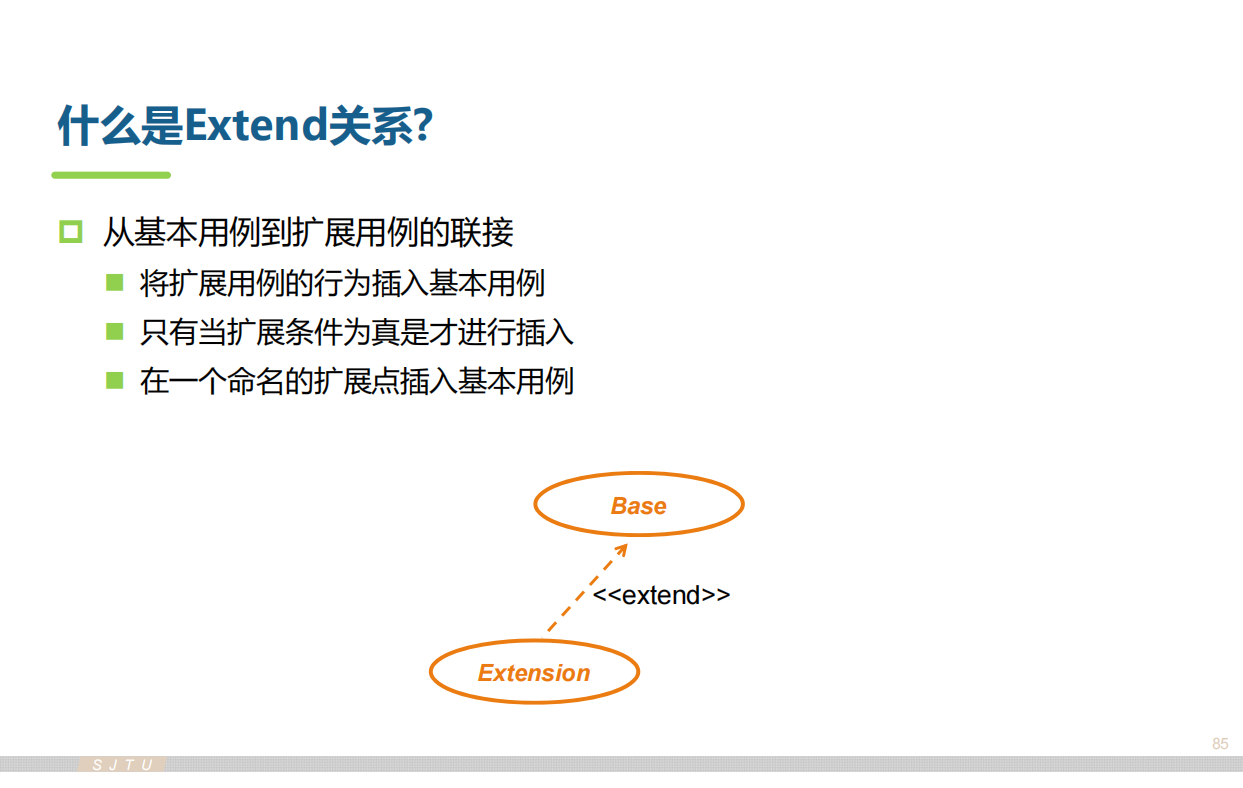 什么是Extend关系?
从基本用例到扩展用例的联接
将扩展用例的行为插入基本用例
只有当扩展条件为真是才进行插入
在一个命名的扩展点插入基本用例
Base
<<extend>>
Extension
85
SJTU